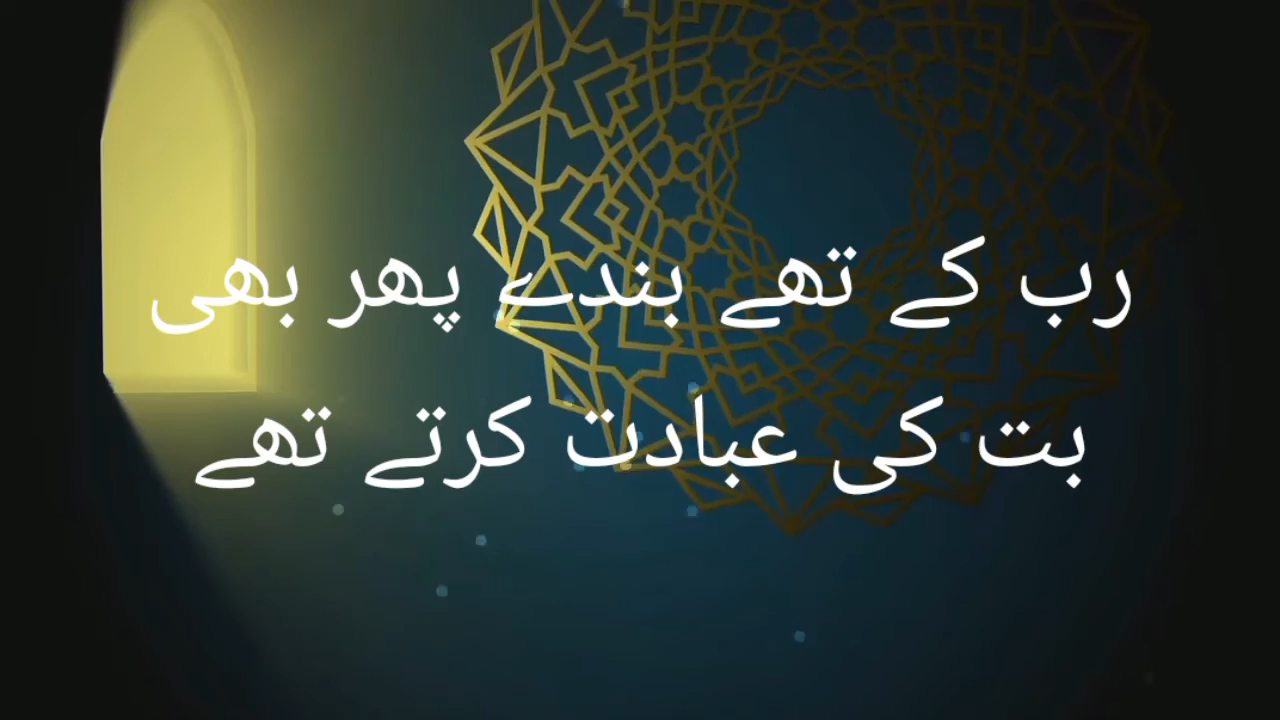 رب کے تھے بندے پھر بھی
بت کی عبادت کرتے تھے